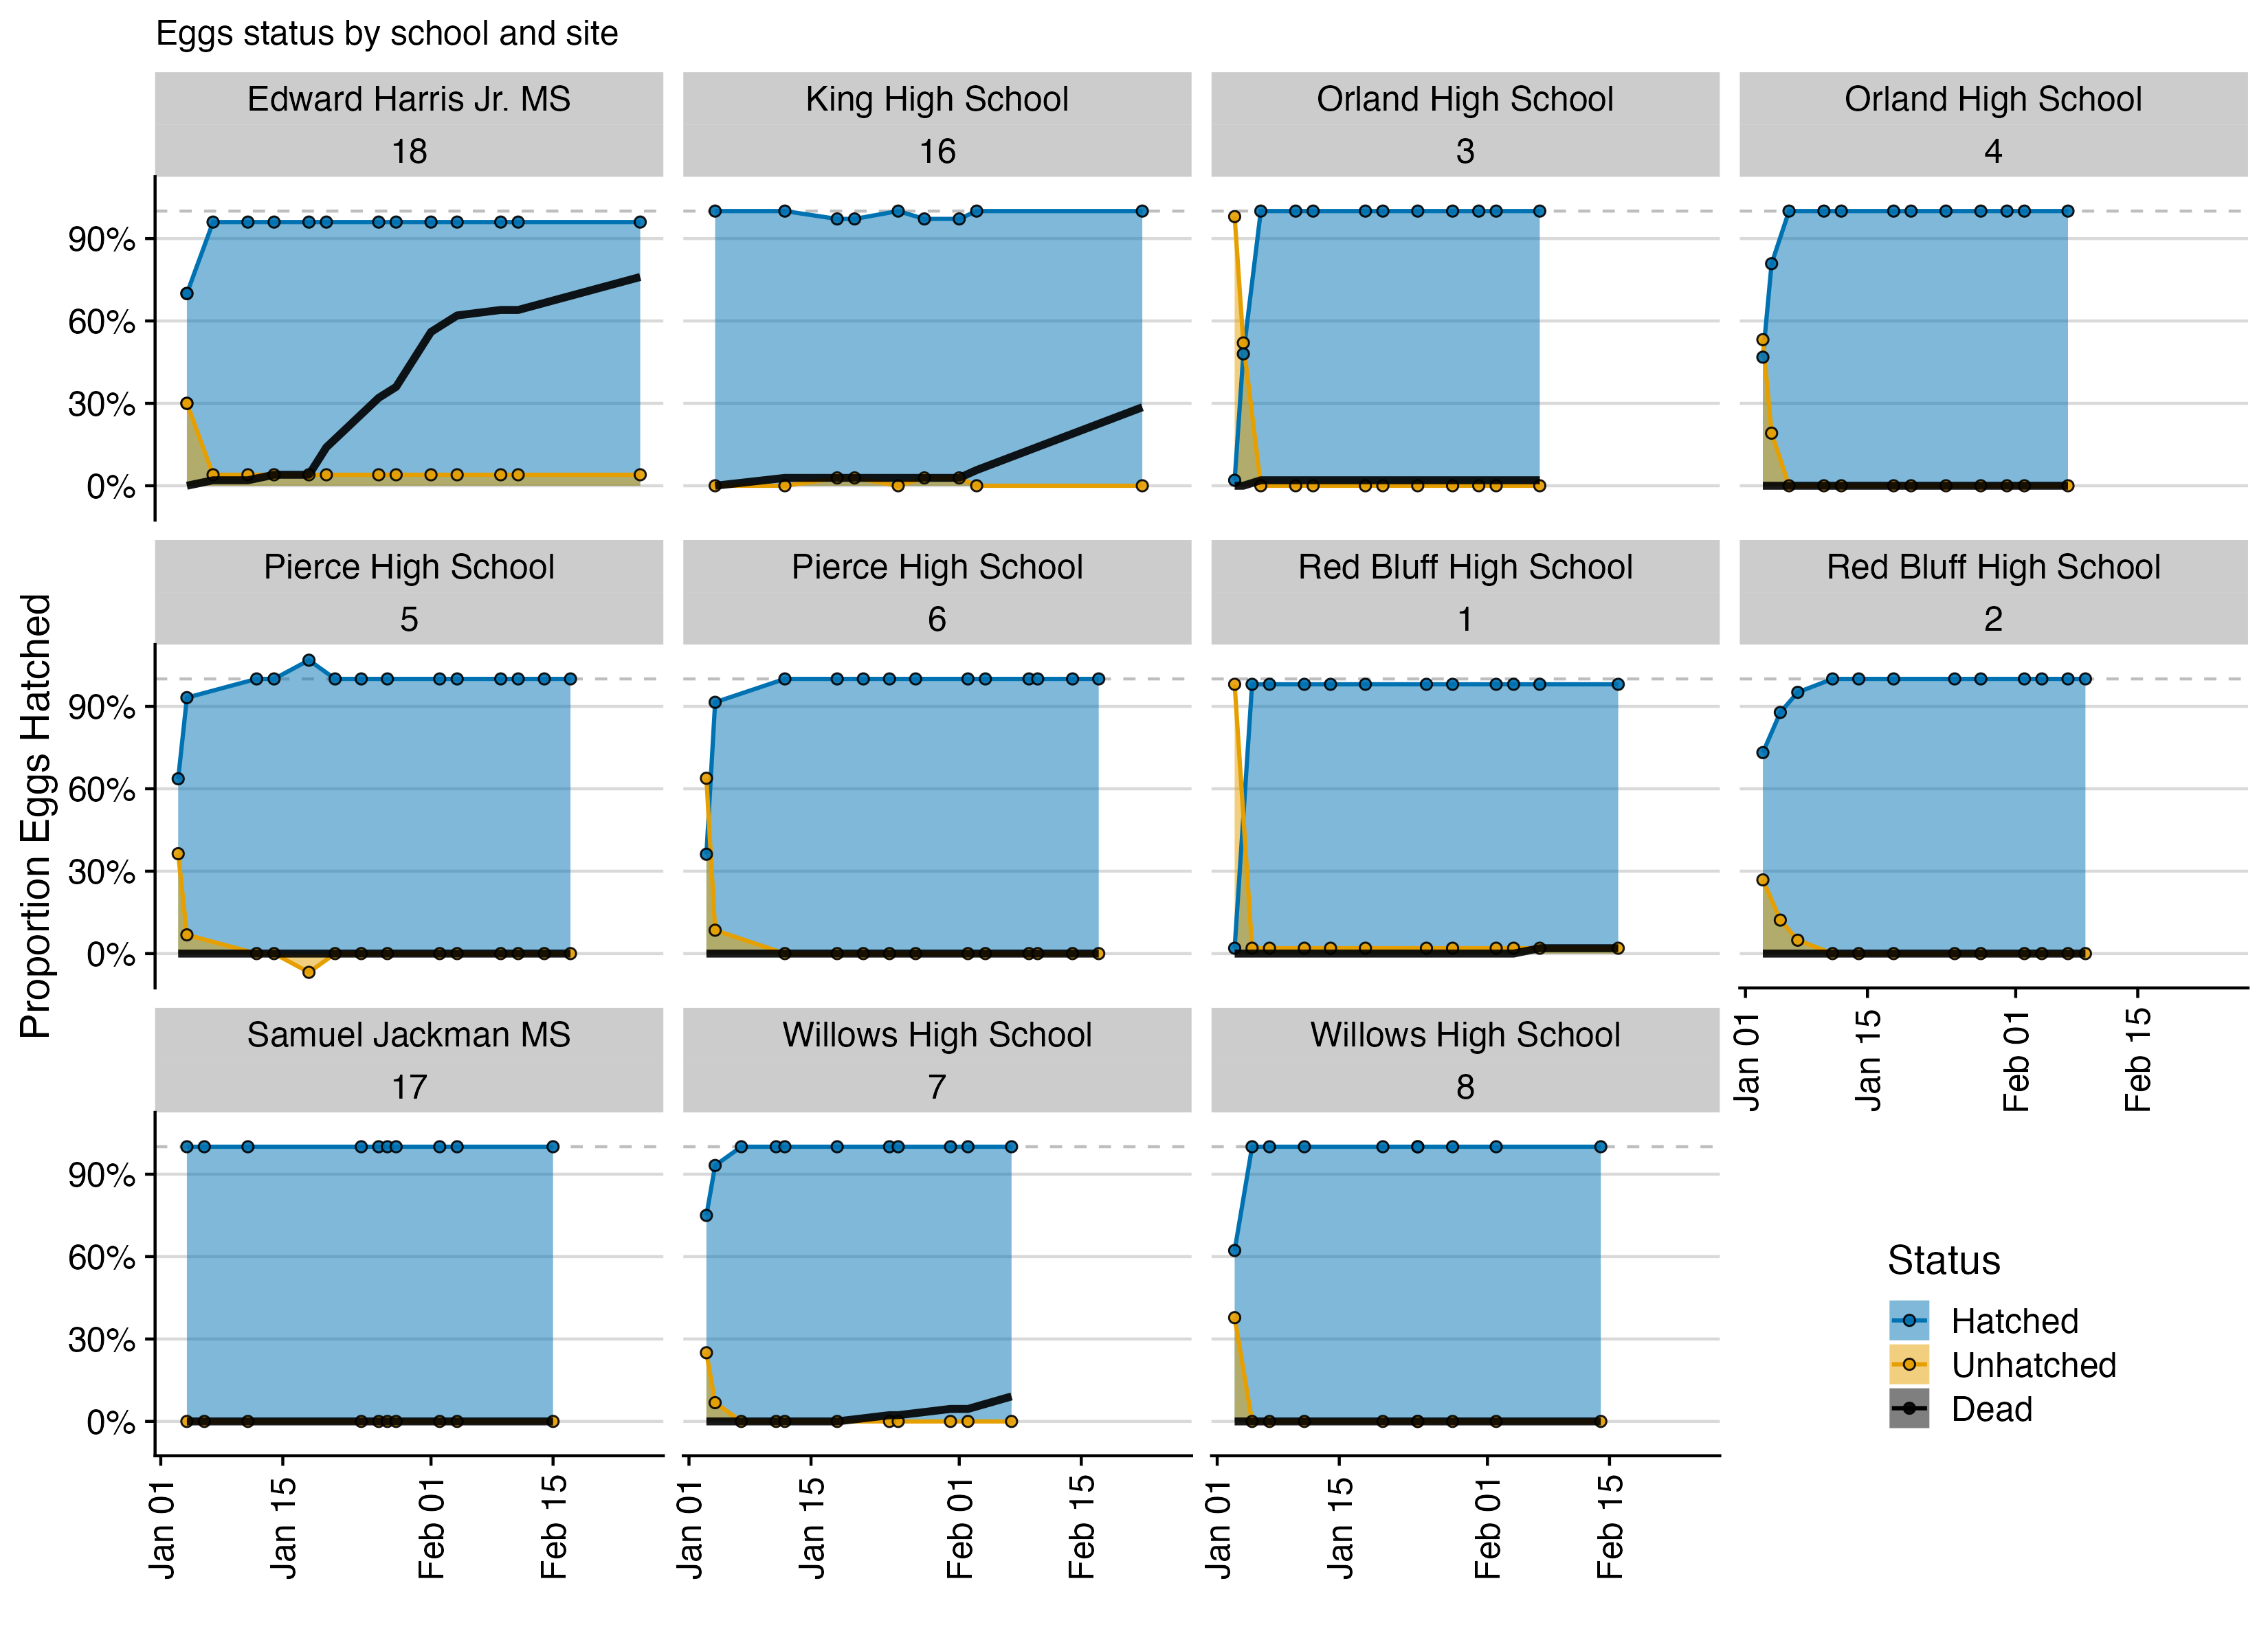 Eggs status by school and site
Edward Harris Jr. MS
18
King High School
16
Orland High School
3
Orland High School
4
90%
60%
30%
0%
Pierce High School
5
Pierce High School
6
Red Bluff High School
1
Red Bluff High School
2
90%
60%
30%
0%
Jan 01
Jan 15
Feb 01
Feb 15
Samuel Jackman MS
17
Willows High School
7
Willows High School
8
90%
60%
30%
0%
Jan 01
Jan 15
Feb 01
Feb 15
Jan 01
Jan 15
Feb 01
Feb 15
Jan 01
Jan 15
Feb 01
Feb 15
Proportion Eggs Hatched
Status
Hatched
Unhatched
Dead